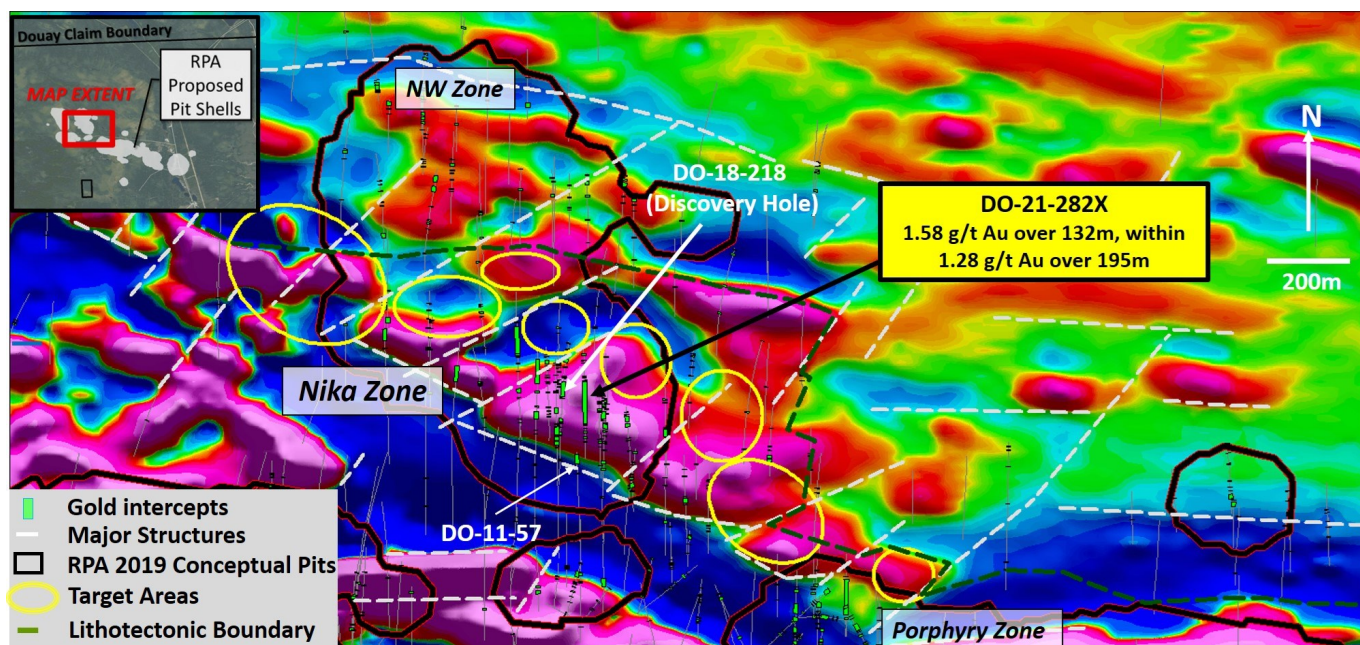 Douay Claim Boundary
RPA
Proposed
Pit Shells
MAP EXTENT
NW Zone
DO-18-218
(Discovery Hole)
DO-21-282X
1.58 g/t Au over 132m, within
1.28 g/t Au over 195m
N
200m
Nika Zone
DO-11-57
Porphyry Zone
Gold intercepts
Major Structures
RPA 2019 Conceptual Pits
Target Areas
Lithotectonic Boundary